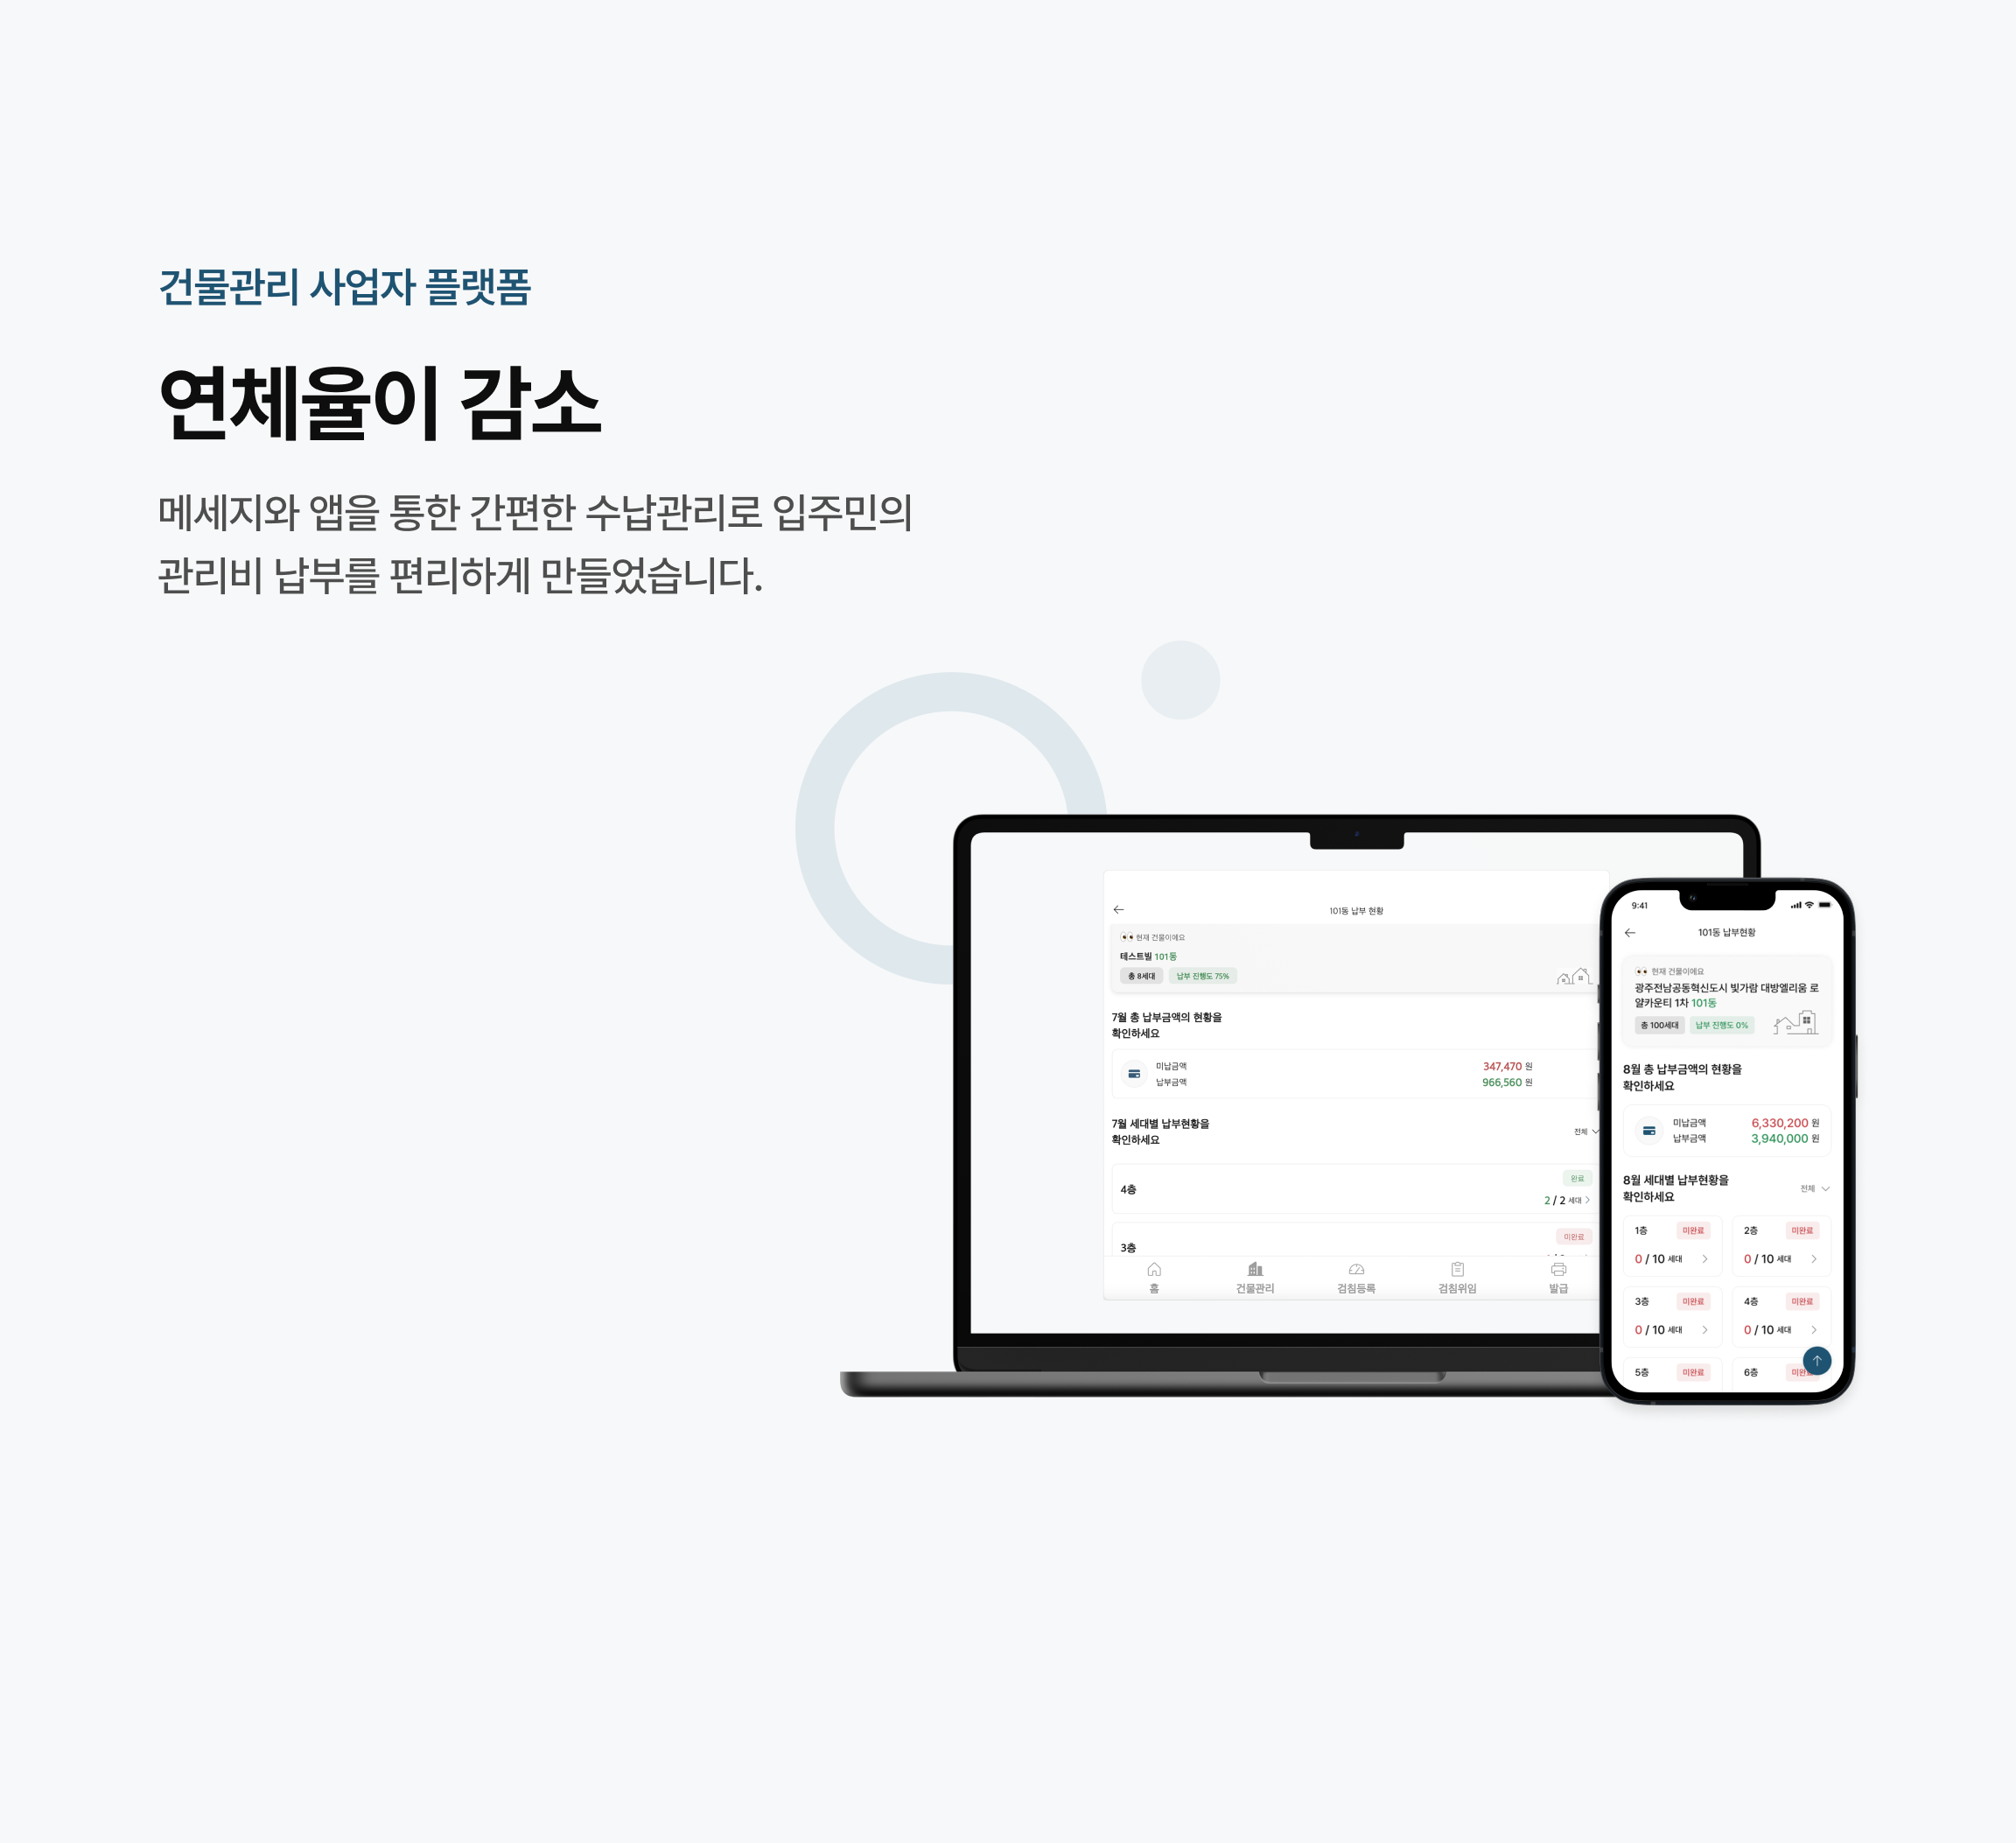 건물관리 사업자 플랫폼
연체율이 감소
메세지와 앱을 통한 간편한 수납관리로 입주민의
관리비 납부를 편리하게 만들었습니다.
101동 납부 현황
현재 건물이에요
테스트빌 101동
총 8세대 납부 진행도 75%
7월 총 납부금액의 현황을
확인하세요
미납금액 347,470 원
납부금액 966,560 원
7월 세대별 납부현황을
확인하세요
전체
4층
완료
2 / 2 세대
3층
미완료
홈 건물관리 검침등록 검침위임 발급
9:41
101동 납부현황
현재 건물이에요
광주전남공동혁신도시 빛가람 대방엘리움 로
얄카운티 1차 101동
총 100세대 납부 진행도 0%
8월 총 납부금액의 현황을
확인하세요
미납금액 6,330,200 원
납부금액 3,940,000 원
8월 세대별 납부현황을
확인하세요
전체
1층 미완료 2층 미완료
0 / 10 세대 0 / 10 세대
3층 미완료 4층 미완료
0 / 10 세대 0 / 10 세대
5층 미완료 6층